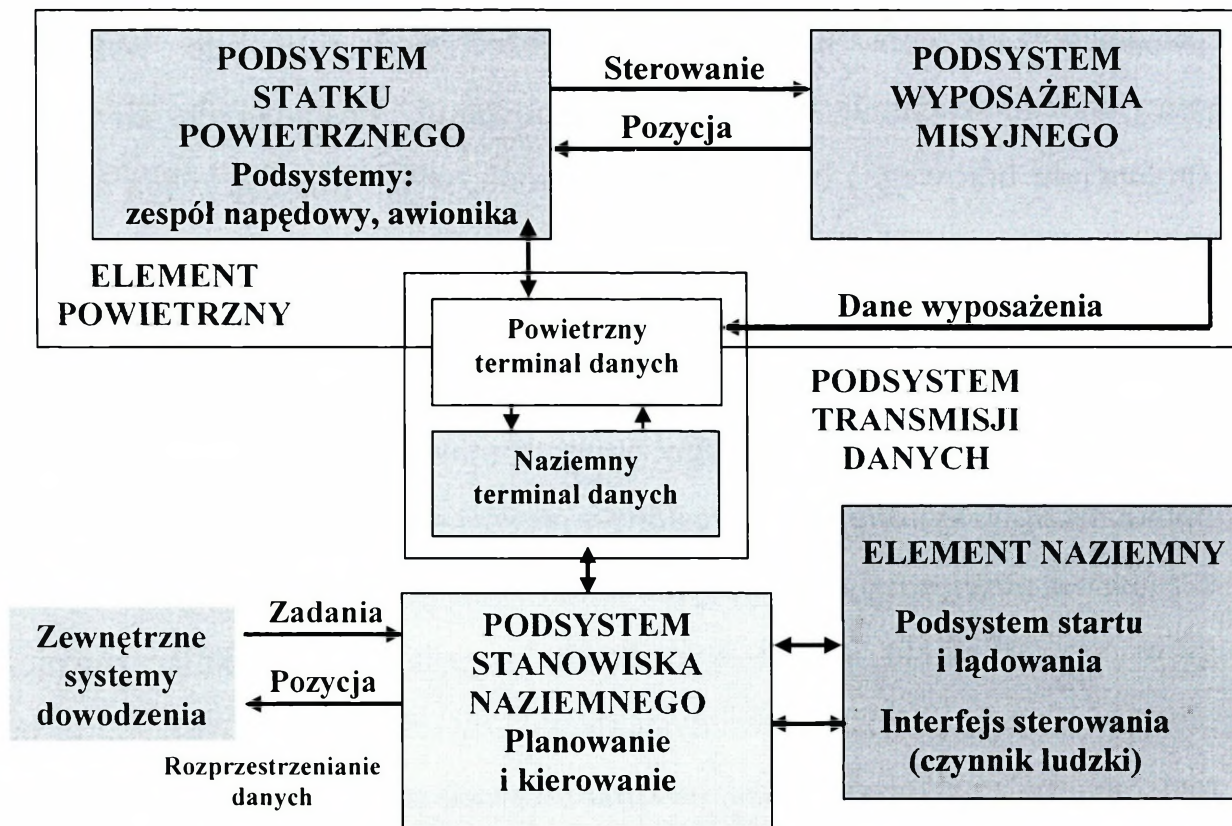 PODSYSTEM
STATKU
POWIETRZNEGO
Podsystemy:
zespół napędowy, awionika
Sterowanie
Pozycja
PODSYSTEM
WYPOSAŻENIA
MISYJNEGO
ELEMENT
POWIETRZNY
Dane wyposażenia
Powietrzny
terminal danych
Naziemny
terminal danych
PODSYSTEM
TRANSMISJI
DANYCH
Zewnętrzne
systemy
dowodzenia
Zadania
Pozycja
Rozprzestrzenianie
danych
PODSYSTEM
STANOWISKA
NAZIEMNEGO
Planowanie
i kierowanie
ELEMENT NAZIEMNY
Podsystem startu
i lądowania
Interfejs sterowania
(czynnik ludzki)